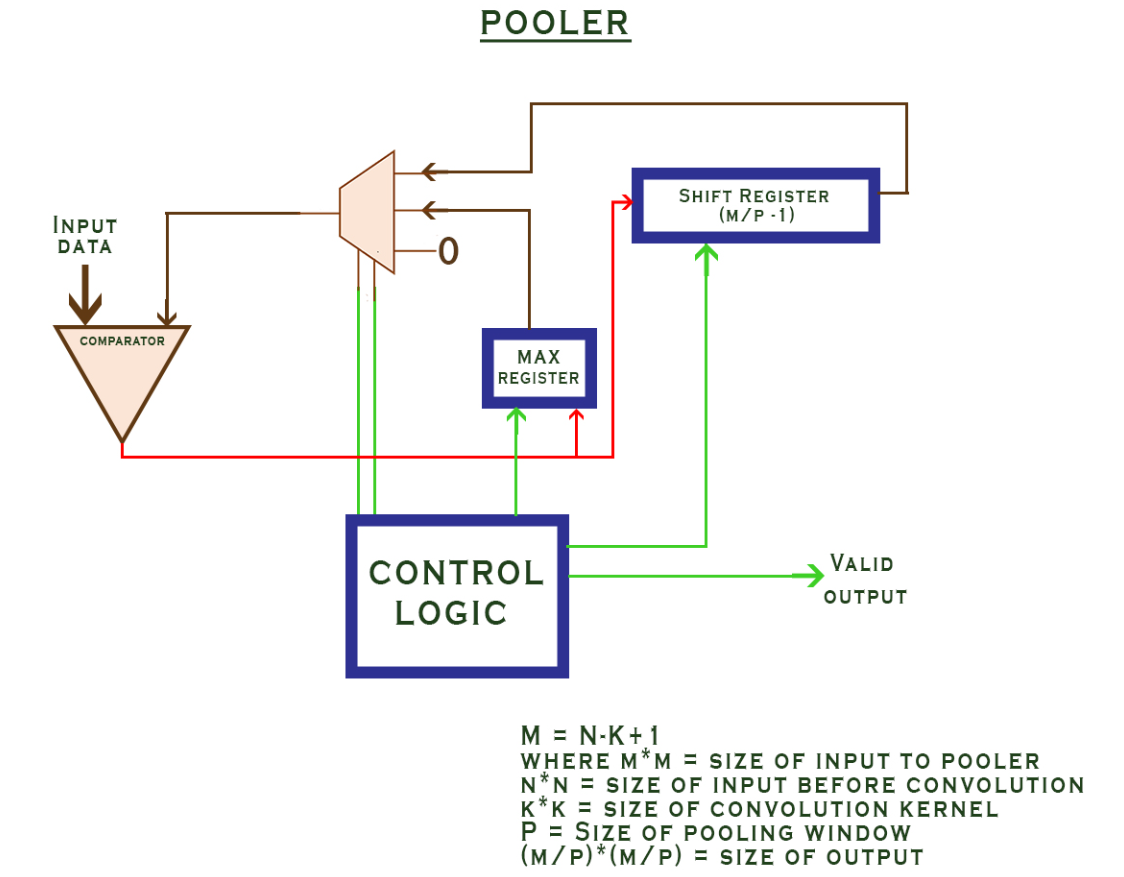 POOLER
SHIFT REGISTER
(M/P -1)
INPUT
DATA
0
COMPARATOR
MAX
REGISTER
CONTROL
LOGIC
VALID
OUTPUT
M = N-K+1
WHERE M*M = SIZE OF INPUT TO POOLER
N*N = SIZE OF INPUT BEFORE CONVOLUTION
K*K = SIZE OF CONVOLUTION KERNEL
P = SIZE OF POOLING WINDOW
(M/P)*(M/P) = SIZE OF OUTPUT